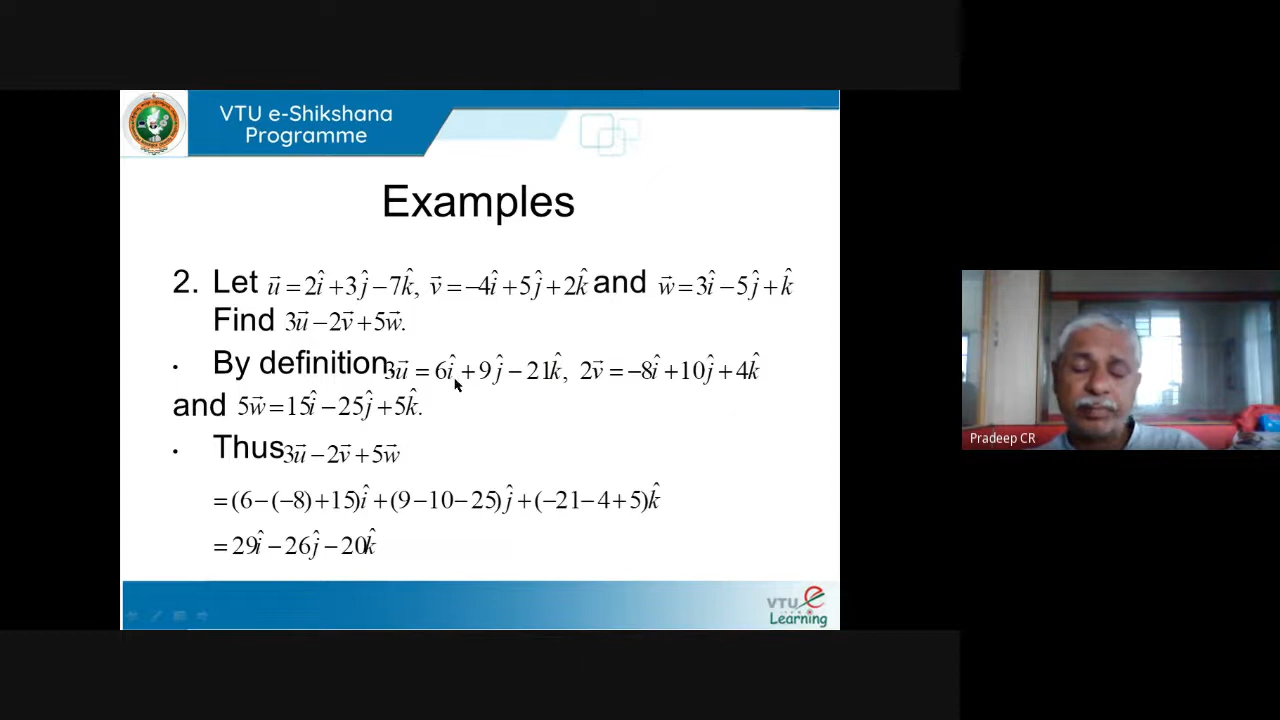 VTU e-Shikshana
Programme
Examples
2. Let u⃗ = 2î + 3ĵ − 7k̂, v⃗ = −4î + 5ĵ + 2k̂ and w⃗ = 3î − 5ĵ + k̂
Find 3u⃗ − 2v⃗ + 5w⃗.
• By definition 3u⃗ = 6î + 9ĵ − 21k̂, 2v⃗ = −8î + 10ĵ + 4k̂
and 5w⃗ = 15î − 25ĵ + 5k̂.
• Thus 3u⃗ − 2v⃗ + 5w⃗
= (6 − (−8) + 15)î + (9 − 10 − 25)ĵ + (−21 − 4 + 5)k̂
= 29î − 26ĵ − 20k̂
VTU e
Learning
Pradeep CR